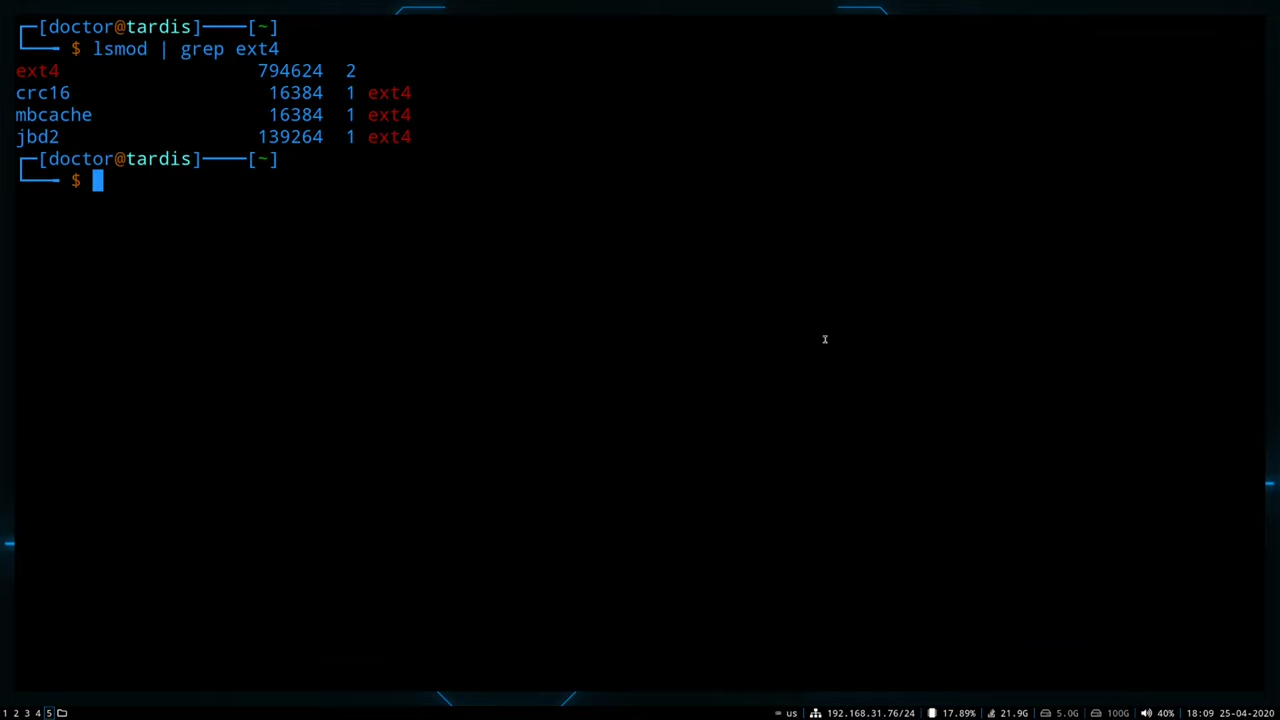 ┌─[doctor@tardis]────[~]
└──╼ $ lsmod | grep ext4
ext4                  794624  2
crc16                  16384  1 ext4
mbcache                16384  1 ext4
jbd2                  139264  1 ext4
┌─[doctor@tardis]────[~]
└──╼ $
1 2 3 4 5 us 192.168.31.76/24 17.89% 21.9G 5.0G 100G 40% 18:09 25-04-2020